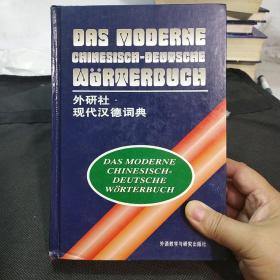 DAS MODERNE
CHINESISCH-DEUTSCHE
WÖRTERBUCH
外研社·
现代汉德词典
DAS MODERNE
CHINESISCH-
DEUTSCHE
WÖRTERBUCH
外语教学与研究出版社